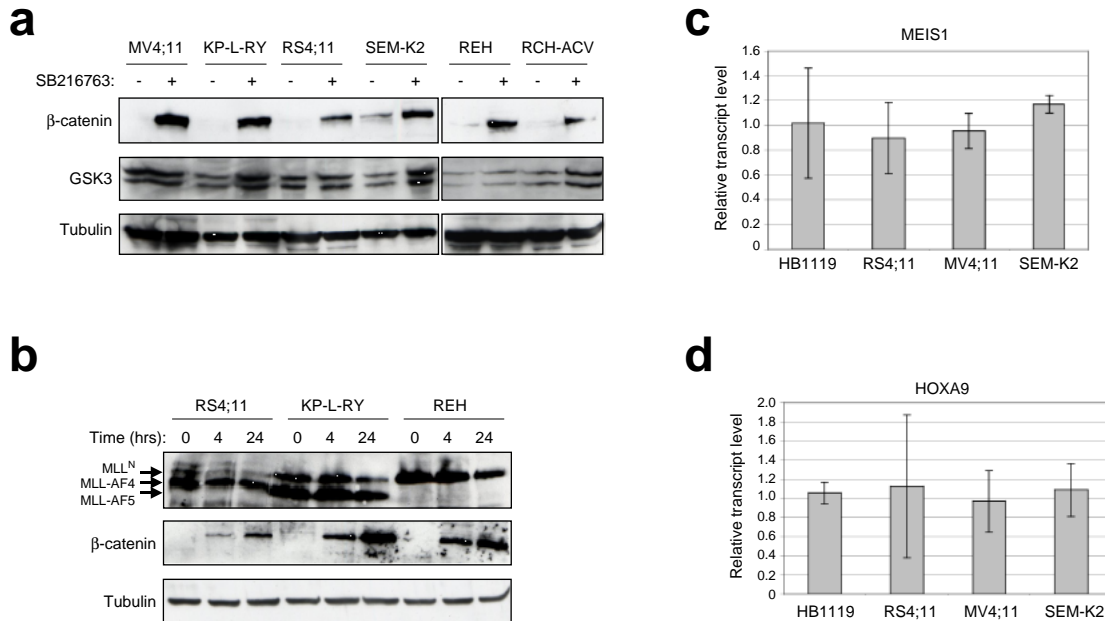 a
MV4;11 KP-L-RY RS4;11 SEM-K2 REH RCH-ACV
SB216763: - + - + - + - + - + - +
β-catenin
GSK3
Tubulin
b
RS4;11 KP-L-RY REH
Time (hrs): 0 4 24 0 4 24 0 4 24
MLLᴺ
MLL-AF4
MLL-AF5
β-catenin
Tubulin
c
MEIS1
Relative transcript level
1.6
1.4
1.2
1.0
0.8
0.6
0.4
0.2
0
HB1119 RS4;11 MV4;11 SEM-K2
d
HOXA9
Relative transcript level
2.0
1.8
1.6
1.4
1.2
1.0
0.8
0.6
0.4
0.2
0
HB1119 RS4;11 MV4;11 SEM-K2